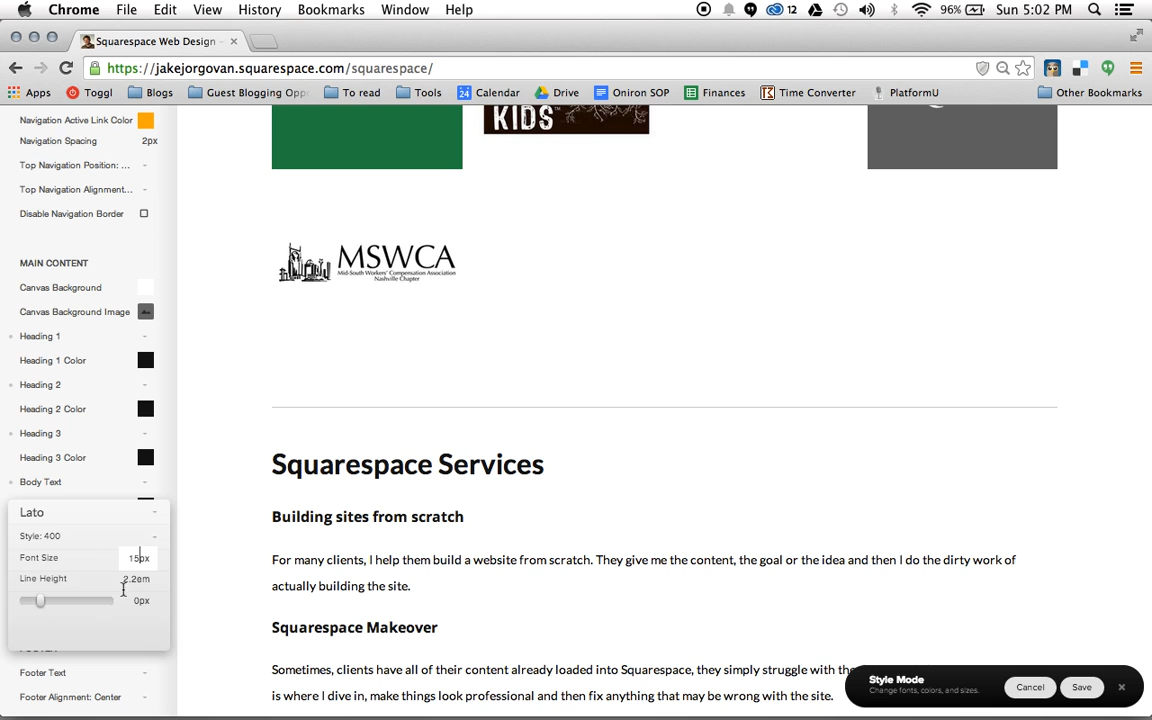 Chrome File Edit View History Bookmarks Window Help 12 96% Sun 5:02 PM
Squarespace Web Design -
https://jakejorgovan.squarespace.com/squarespace/
Apps Toggl Blogs Guest Blogging Opp To read Tools 24 Calendar Drive Oniron SOP Finances Time Converter PlatformU Other Bookmarks
Navigation Active Link Color
Navigation Spacing 2px
Top Navigation Position: ...
Top Navigation Alignment...
Disable Navigation Border
MAIN CONTENT
Canvas Background
Canvas Background Image
Heading 1
Heading 1 Color
Heading 2
Heading 2 Color
Heading 3
Heading 3 Color
Body Text
Lato
Style: 400
Font Size 15px
Line Height 2.2em
0px
FOOTER
Footer Text
Footer Alignment: Center
KIDS™
MSWCA
Mid-South Workers' Compensation Association
Nashville Chapter
Squarespace Services
Building sites from scratch
For many clients, I help them build a website from scratch. They give me the content, the goal or the idea and then I do the dirty work of
actually building the site.
Squarespace Makeover
Sometimes, clients have all of their content already loaded into Squarespace, they simply struggle with the
is where I dive in, make things look professional and then fix anything that may be wrong with the site.
Style Mode
Change fonts, colors, and sizes.
Cancel Save